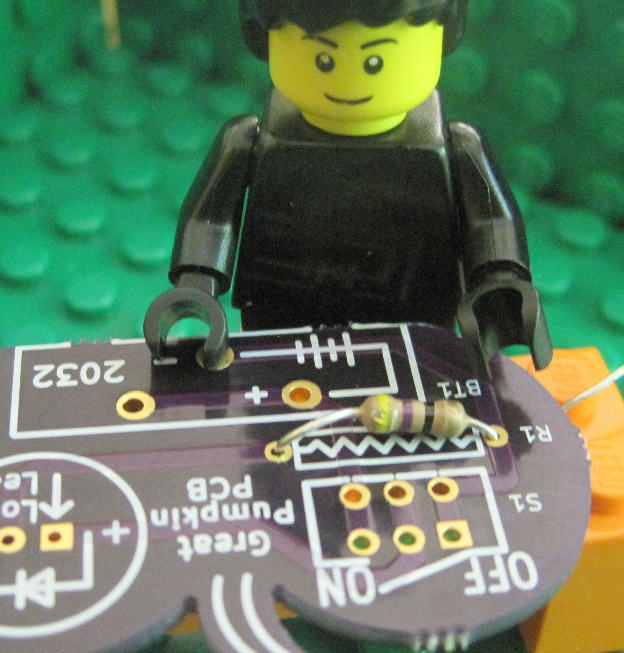 OFF
ON
S1
Great
Pumpkin
PCB
R1
BT1
+
+
2032
-